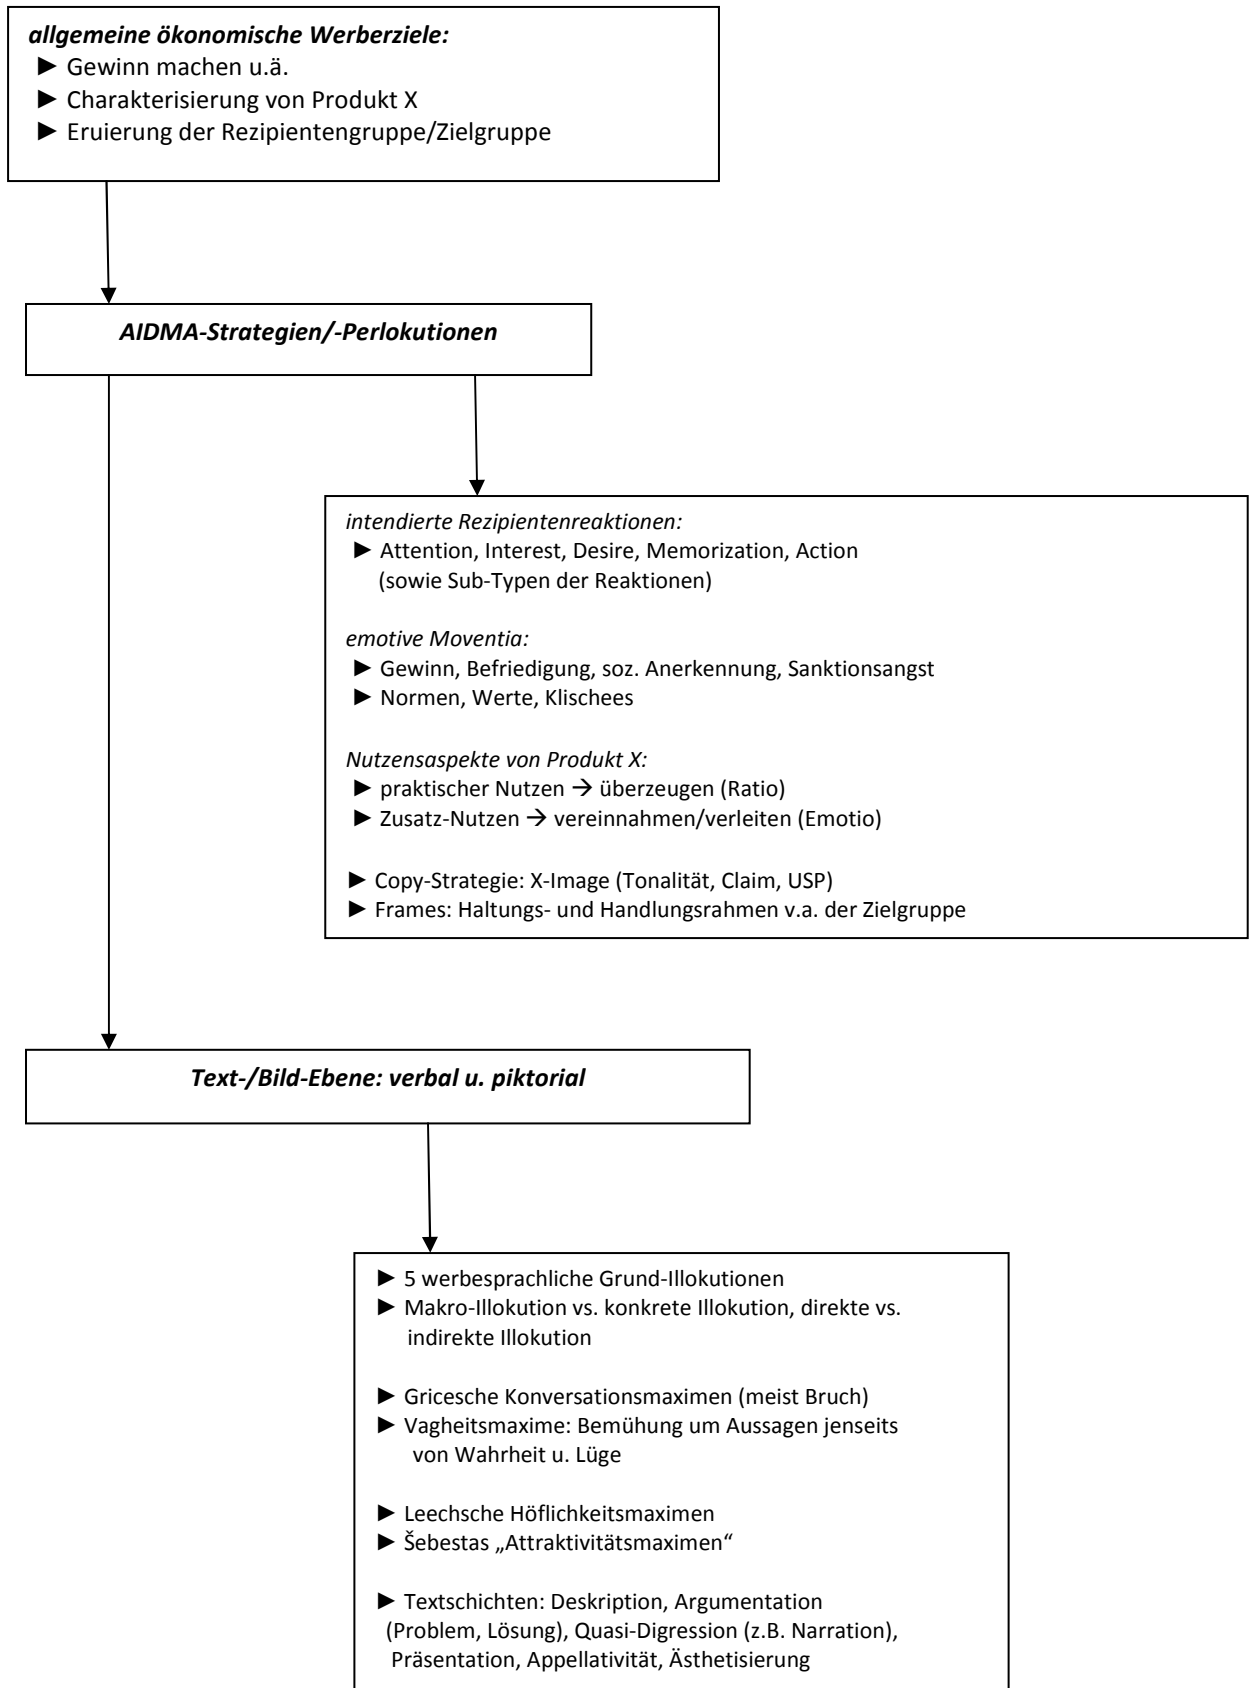 allgemeine ökonomische Werberziele:
► Gewinn machen u.ä.
► Charakterisierung von Produkt X
► Eruierung der Rezipientengruppe/Zielgruppe
AIDMA-Strategien/-Perlokutionen
intendierte Rezipientenreaktionen:
► Attention, Interest, Desire, Memorization, Action
(sowie Sub-Typen der Reaktionen)
emotive Moventia:
► Gewinn, Befriedigung, soz. Anerkennung, Sanktionsangst
► Normen, Werte, Klischees
Nutzensaspekte von Produkt X:
► praktischer Nutzen → überzeugen (Ratio)
► Zusatz-Nutzen → vereinnahmen/verleiten (Emotio)
► Copy-Strategie: X-Image (Tonalität, Claim, USP)
► Frames: Haltungs- und Handlungsrahmen v.a. der Zielgruppe
Text-/Bild-Ebene: verbal u. piktorial
► 5 werbesprachliche Grund-Illokutionen
► Makro-Illokution vs. konkrete Illokution, direkte vs.
indirekte Illokution
► Gricesche Konversationsmaximen (meist Bruch)
► Vagheitsmaxime: Bemühung um Aussagen jenseits
von Wahrheit u. Lüge
► Leechsche Höflichkeitsmaximen
► Šebestas „Attraktivitätsmaximen“
► Textschichten: Deskription, Argumentation
(Problem, Lösung), Quasi-Digression (z.B. Narration),
Präsentation, Appellativität, Ästhetisierung